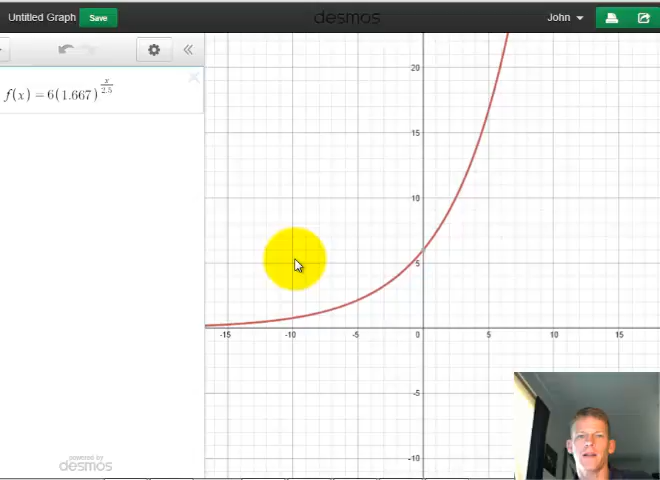 Untitled Graph Save desmos John
f(x) = 6(1.667)^{x/2.5}
20
15
10
5
-15 -10 -5 0 5 10 15
-5
-10
powered by
desmos